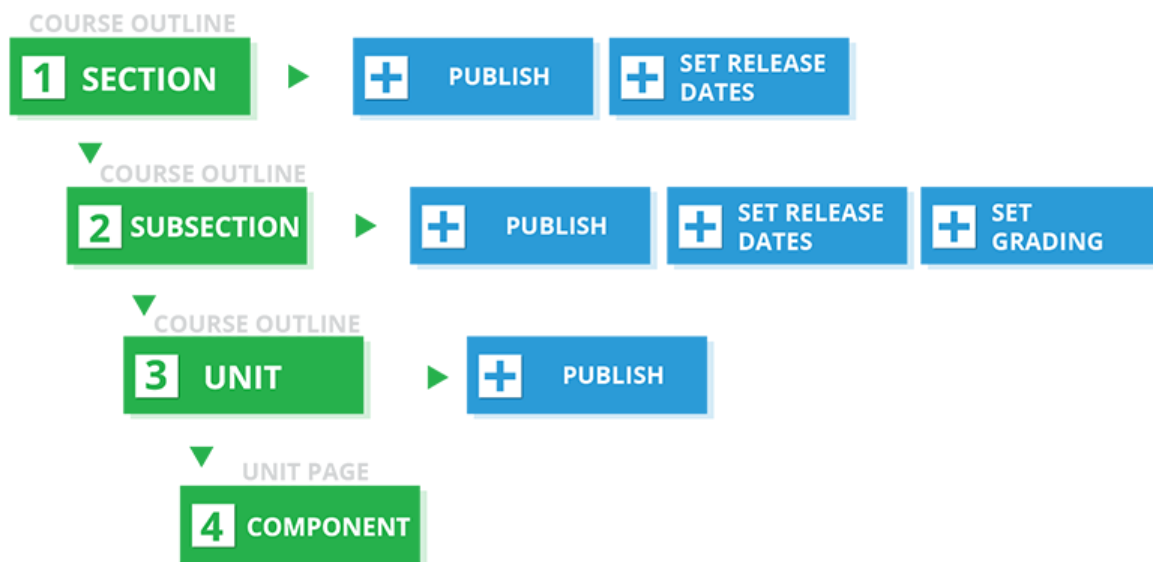 COURSE OUTLINE
1 SECTION
PUBLISH
SET RELEASE
DATES
COURSE OUTLINE
2 SUBSECTION
PUBLISH
SET RELEASE
DATES
SET
GRADING
COURSE OUTLINE
3 UNIT
PUBLISH
UNIT PAGE
4 COMPONENT